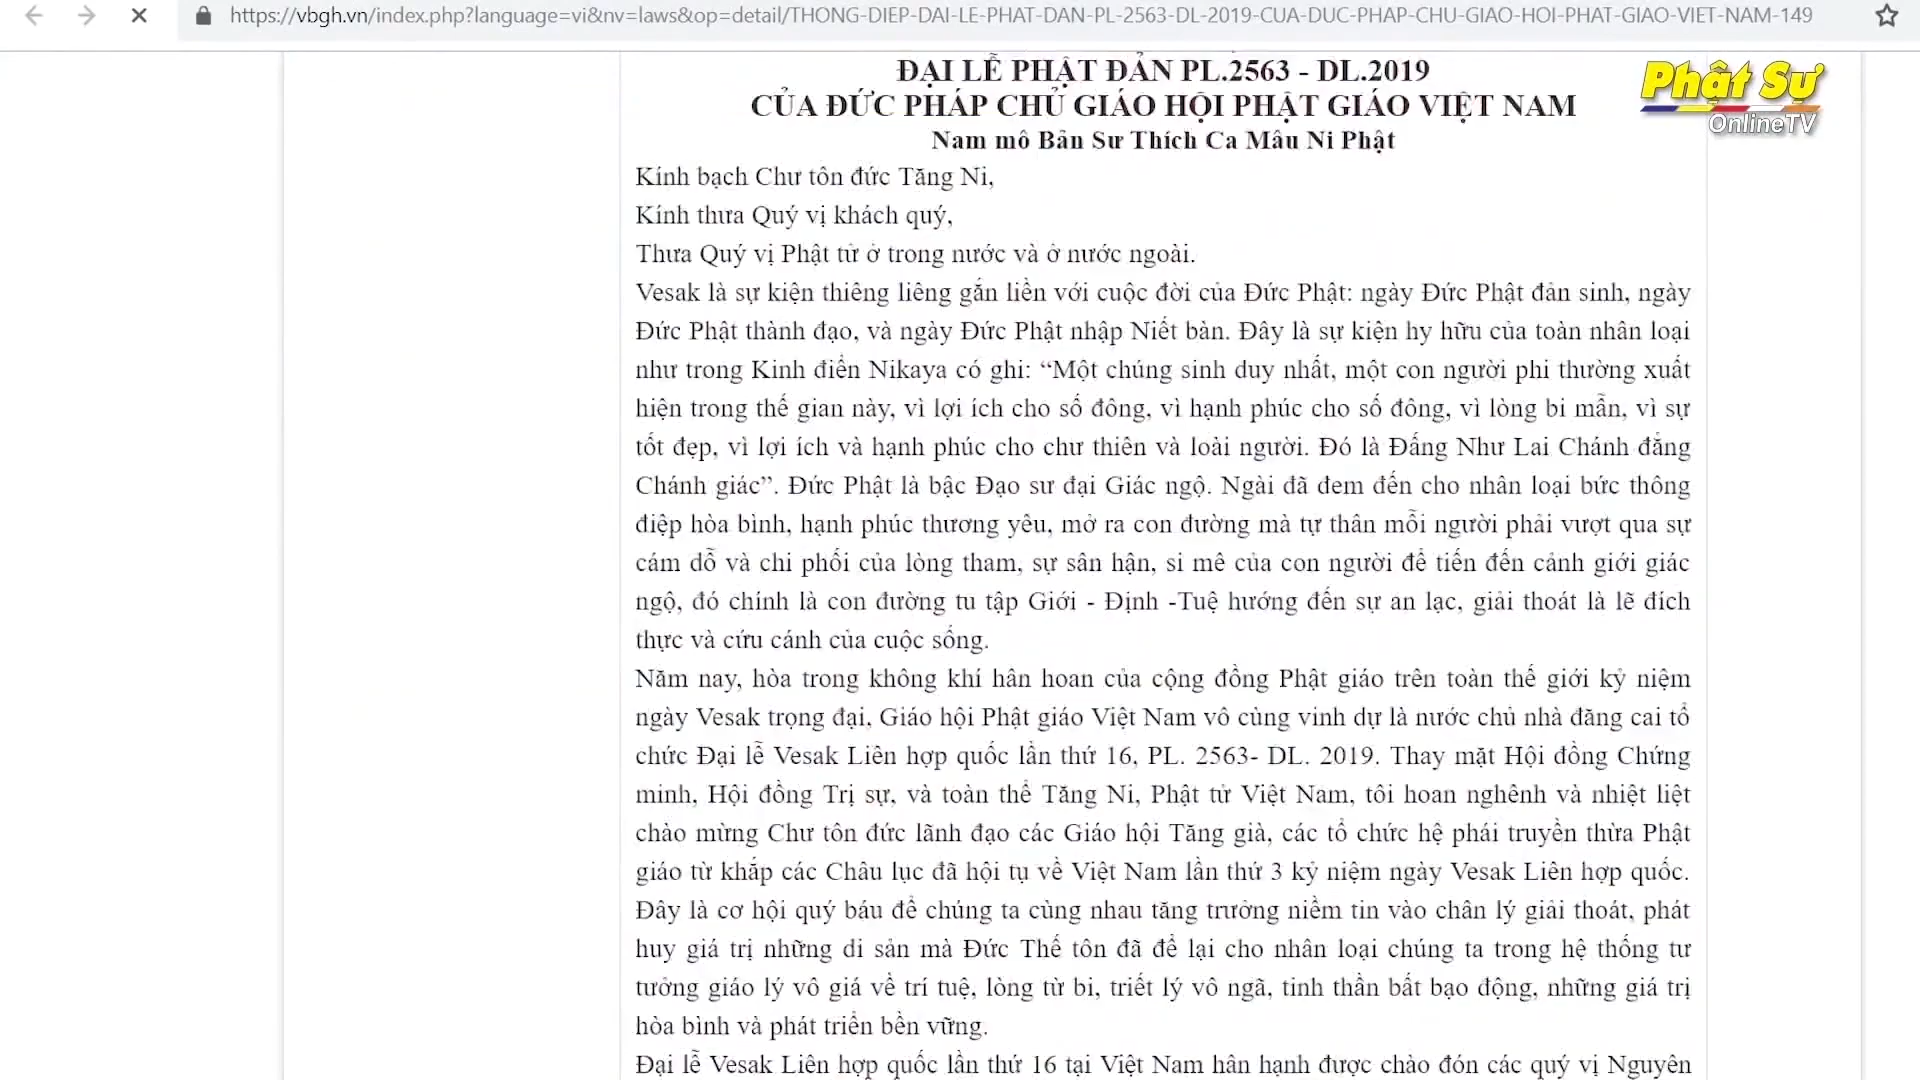 https://vbgh.vn/index.php?language=vi&nv=laws&op=detail/THONG-DIEP-DAI-LE-PHAT-DAN-PL-2563-DL-2019-CUA-DUC-PHAP-CHU-GIAO-HOI-PHAT-GIAO-VIET-NAM-149
ĐẠI LỄ PHẬT ĐẢN PL.2563 - DL.2019
CỦA ĐỨC PHÁP CHỦ GIÁO HỘI PHẬT GIÁO VIỆT NAM
Phật Sự
OnlineTV
Nam mô Bản Sư Thích Ca Mâu Ni Phật
Kính bạch Chư tôn đức Tăng Ni,
Kính thưa Quý vị khách quý,
Thưa Quý vị Phật tử ở trong nước và ở nước ngoài.
Vesak là sự kiện thiêng liêng gắn liền với cuộc đời của Đức Phật: ngày Đức Phật đản sinh, ngày
Đức Phật thành đạo, và ngày Đức Phật nhập Niết bàn. Đây là sự kiện hy hữu của toàn nhân loại
như trong Kinh điển Nikaya có ghi: “Một chúng sinh duy nhất, một con người phi thường xuất
hiện trong thế gian này, vì lợi ích cho số đông, vì hạnh phúc cho số đông, vì lòng bi mẫn, vì sự
tốt đẹp, vì lợi ích và hạnh phúc cho chư thiên và loài người. Đó là Đấng Như Lai Chánh đẳng
Chánh giác”. Đức Phật là bậc Đạo sư đại Giác ngộ. Ngài đã đem đến cho nhân loại bức thông
điệp hòa bình, hạnh phúc thương yêu, mở ra con đường mà tự thân mỗi người phải vượt qua sự
cám dỗ và chi phối của lòng tham, sự sân hận, si mê của con người để tiến đến cảnh giới giác
ngộ, đó chính là con đường tu tập Giới - Định -Tuệ hướng đến sự an lạc, giải thoát là lẽ đích
thực và cứu cánh của cuộc sống.
Năm nay, hòa trong không khí hân hoan của cộng đồng Phật giáo trên toàn thế giới kỷ niệm
ngày Vesak trọng đại, Giáo hội Phật giáo Việt Nam vô cùng vinh dự là nước chủ nhà đăng cai tổ
chức Đại lễ Vesak Liên hợp quốc lần thứ 16, PL. 2563- DL. 2019. Thay mặt Hội đồng Chứng
minh, Hội đồng Trị sự, và toàn thể Tăng Ni, Phật tử Việt Nam, tôi hoan nghênh và nhiệt liệt
chào mừng Chư tôn đức lãnh đạo các Giáo hội Tăng già, các tổ chức hệ phái truyền thừa Phật
giáo từ khắp các Châu lục đã hội tụ về Việt Nam lần thứ 3 kỷ niệm ngày Vesak Liên hợp quốc.
Đây là cơ hội quý báu để chúng ta cùng nhau tăng trưởng niềm tin vào chân lý giải thoát, phát
huy giá trị những di sản mà Đức Thế tôn đã để lại cho nhân loại chúng ta trong hệ thống tư
tưởng giáo lý vô giá về trí tuệ, lòng từ bi, triết lý vô ngã, tinh thần bất bạo động, những giá trị
hòa bình và phát triển bền vững.
Đại lễ Vesak Liên hợp quốc lần thứ 16 tại Việt Nam hân hạnh được chào đón các quý vị Nguyên